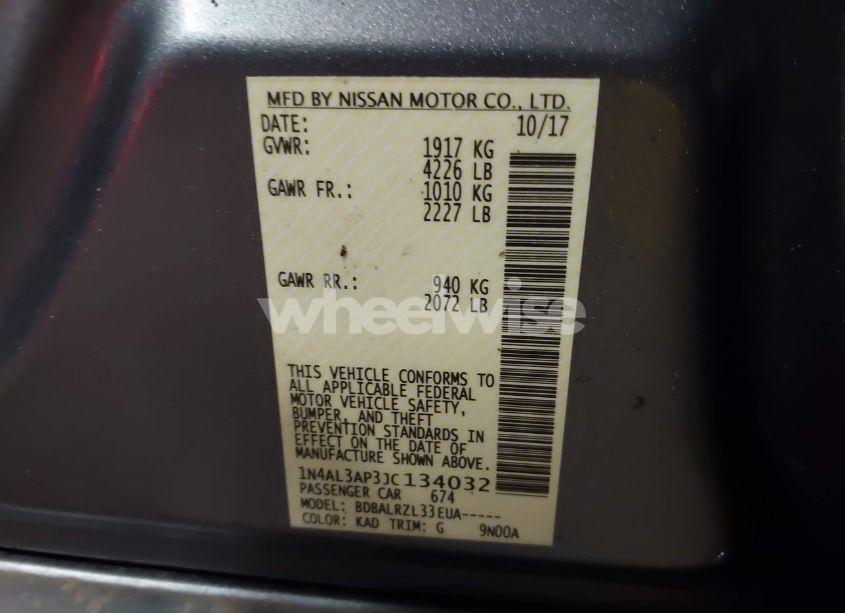 MFD BY NISSAN MOTOR CO., LTD.
DATE: 10/17
GVWR: 1917 KG
4226 LB
GAWR FR.: 1010 KG
2227 LB
GAWR RR.: 940 KG
2072 LB
wheelwise
THIS VEHICLE CONFORMS TO
ALL APPLICABLE FEDERAL
MOTOR VEHICLE SAFETY,
BUMPER, AND THEFT
PREVENTION STANDARDS IN
EFFECT ON THE DATE OF
MANUFACTURE SHOWN ABOVE.
1N4AL3AP3JC134032
PASSENGER CAR 674
MODEL: BDBALRZL33EUA-----
COLOR: KAD TRIM: G 9N00A